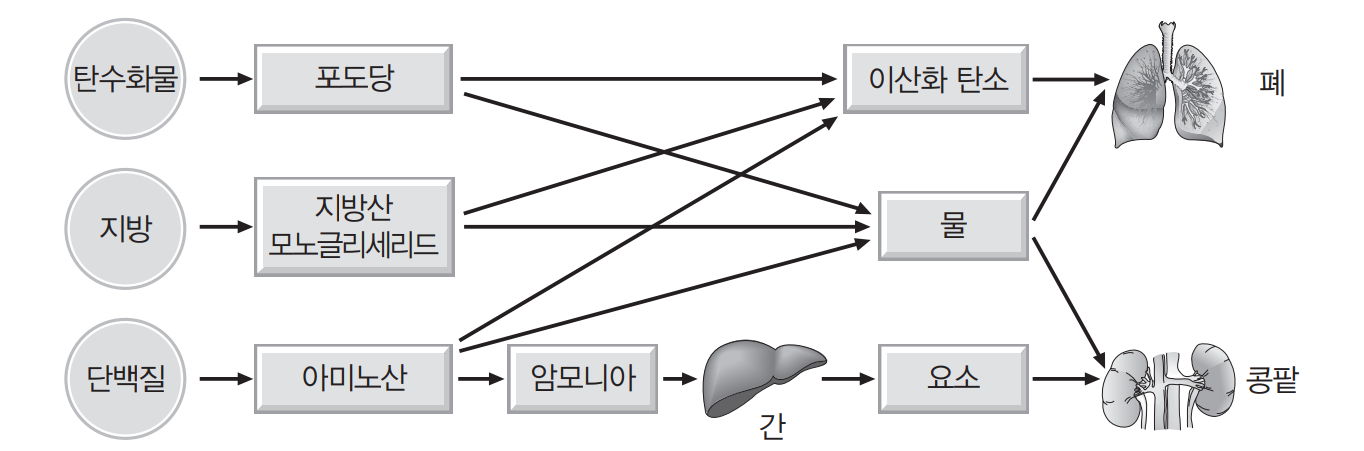 탄수화물
포도당
이산화 탄소
폐
지방
지방산
모노글리세리드
물
단백질
아미노산
암모니아
간
요소
콩팥